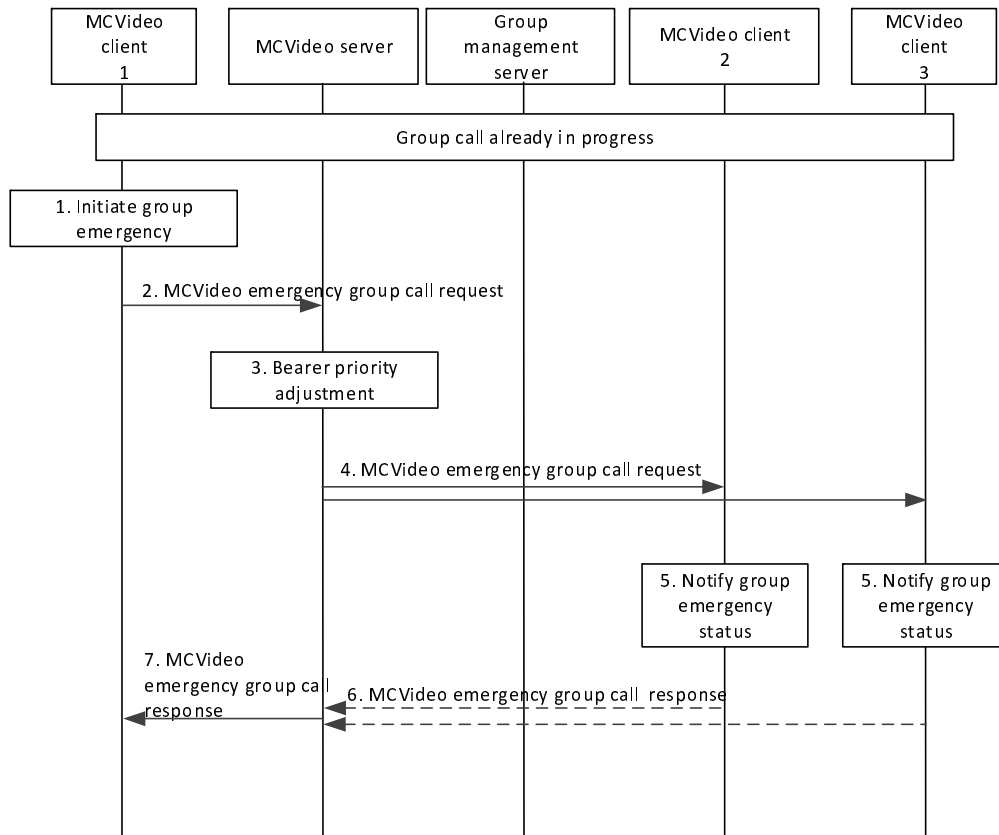 MCVideo
client
1
MCVideo server
Group
management
server
MCVideo client
2
MCVideo
client
3
Group call already in progress
1. Initiate group
emergency
2. MCVideo emergency group call request
3. Bearer priority
adjustment
4. MCVideo emergency group call request
5. Notify group
emergency
status
5. Notify group
emergency
status
7. MCVideo
emergency group call
response
6. MCVideo emergency group call response